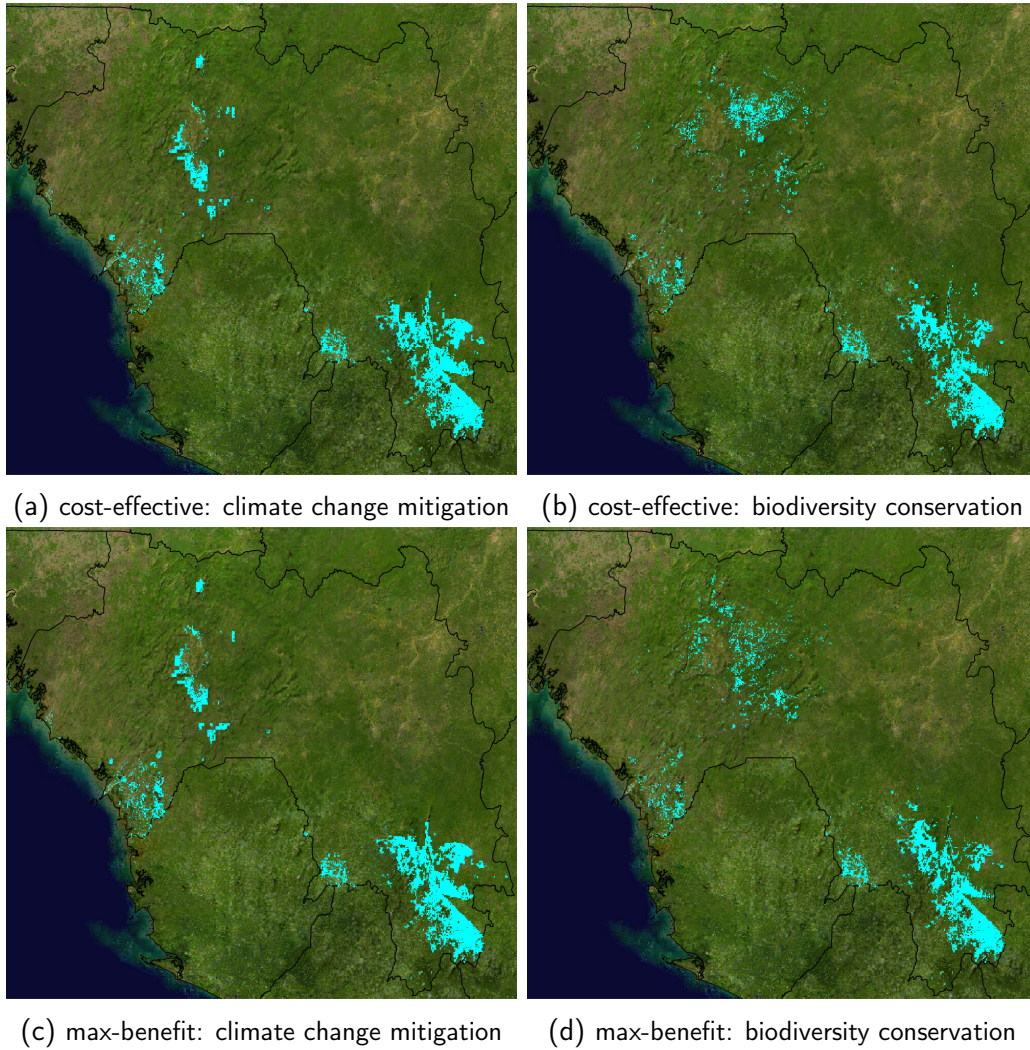 (a) cost-effective: climate change mitigation
(b) cost-effective: biodiversity conservation
(c) max-benefit: climate change mitigation
(d) max-benefit: biodiversity conservation